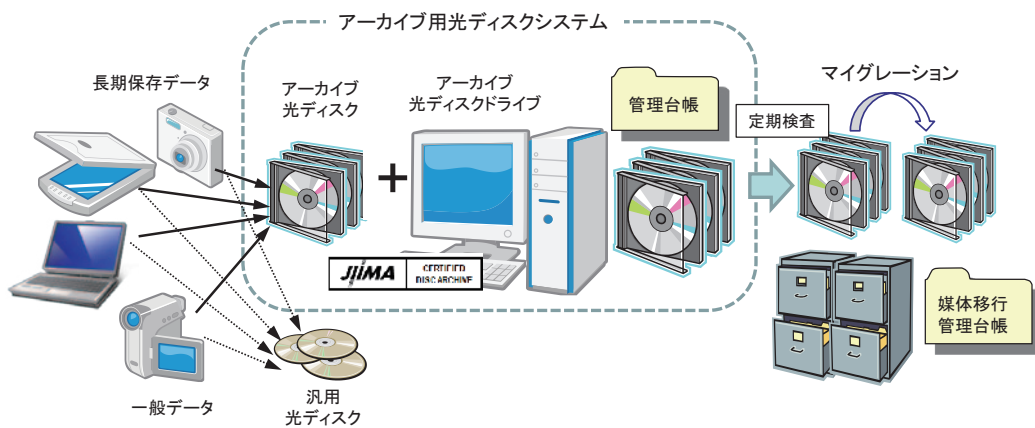 アーカイブ用光ディスクシステム
長期保存データ
アーカイブ
光ディスク
アーカイブ
光ディスクドライブ
管理台帳
マイグレーション
定期検査
JIIMA
CERTIFIED
DISC ARCHIVE
媒体移行
管理台帳
一般データ
汎用
光ディスク